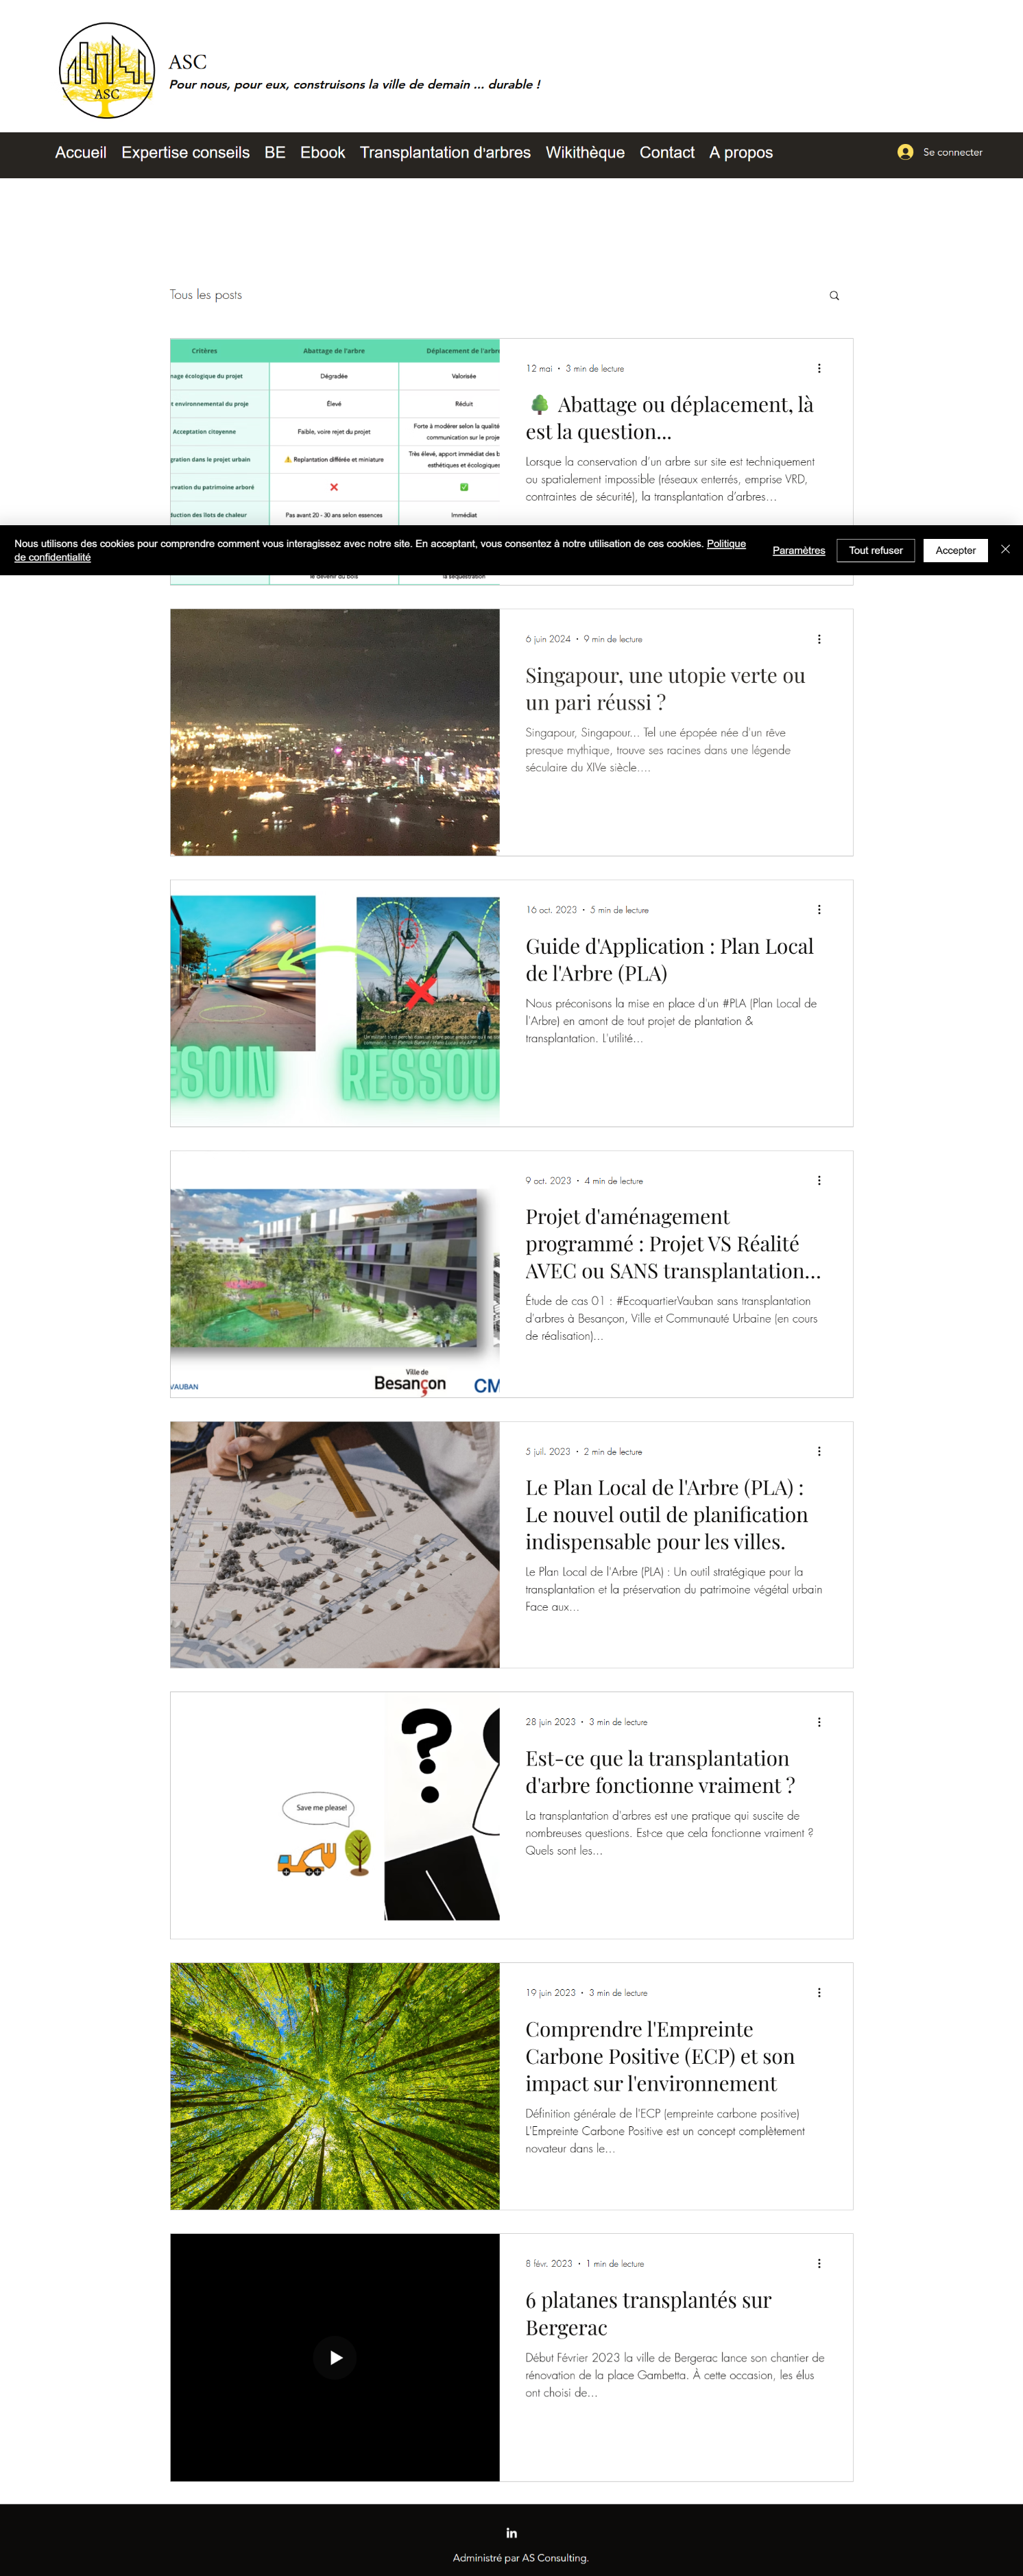 ASC
ASC
Pour nous, pour eux, construisons la ville de demain ... durable !
Accueil Expertise conseils BE Ebook Transplantation d'arbres Wikithèque Contact A propos
Se connecter
Tous les posts
Critères Abattage de l'arbre Déplacement de l'arbre
écologique du projet Dégradée Valorisée
environnemental du proje Élevé Réduit
Acceptation citoyenne Faible, voire rejet du projet Forte à modérer selon la qualité
communication sur le proje
dans le projet urbain ⚠️ Replantation différée et miniature Très élevé, apport immédiat des b
esthétiques et écologiques
du patrimoine arboré ❌ ✅
des îlots de chaleur Pas avant 20 - 30 ans selon essences Immédiat
le devenir du bois la séquestration
12 mai · 3 min de lecture
🌳 Abattage ou déplacement, là
est la question...
Lorsque la conservation d’un arbre sur site est techniquement
ou spatialement impossible (réseaux enterrés, emprise VRD,
contraintes de sécurité), la transplantation d’arbres...
Nous utilisons des cookies pour comprendre comment vous interagissez avec notre site. En acceptant, vous consentez à notre utilisation de ces cookies. Politique
de confidentialité
Paramètres
Tout refuser
Accepter
6 juin 2024 · 9 min de lecture
Singapour, une utopie verte ou
un pari réussi ?
Singapour, Singapour... Tel une épopée née d'un rêve
presque mythique, trouve ses racines dans une légende
séculaire du XIVe siècle....
ESOIN RESSOU
16 oct. 2023 · 5 min de lecture
Guide d'Application : Plan Local
de l'Arbre (PLA)
Nous préconisons la mise en place d'un #PLA (Plan Local de
l'Arbre) en amont de tout projet de plantation &
transplantation. L'utilité...
VAUBAN
Ville de
Besançon
CM
9 oct. 2023 · 4 min de lecture
Projet d'aménagement
programmé : Projet VS Réalité
AVEC ou SANS transplantation...
Étude de cas 01 : #EcoquartierVauban sans transplantation
d'arbres à Besançon, Ville et Communauté Urbaine (en cours
de réalisation)...
5 juil. 2023 · 2 min de lecture
Le Plan Local de l'Arbre (PLA) :
Le nouvel outil de planification
indispensable pour les villes.
Le Plan Local de l'Arbre (PLA) : Un outil stratégique pour la
transplantation et la préservation du patrimoine végétal urbain
Face aux...
Save me please!
?
28 juin 2023 · 3 min de lecture
Est-ce que la transplantation
d'arbre fonctionne vraiment ?
La transplantation d'arbres est une pratique qui suscite de
nombreuses questions. Est-ce que cela fonctionne vraiment ?
Quels sont les...
19 juin 2023 · 3 min de lecture
Comprendre l'Empreinte
Carbone Positive (ECP) et son
impact sur l'environnement
Définition générale de l'ECP (empreinte carbone positive)
L'Empreinte Carbone Positive est un concept complètement
novateur dans le...
8 févr. 2023 · 1 min de lecture
6 platanes transplantés sur
Bergerac
Début Février 2023 la ville de Bergerac lance son chantier de
rénovation de la place Gambetta. À cette occasion, les élus
ont choisi de...
in
Administré par AS Consulting.